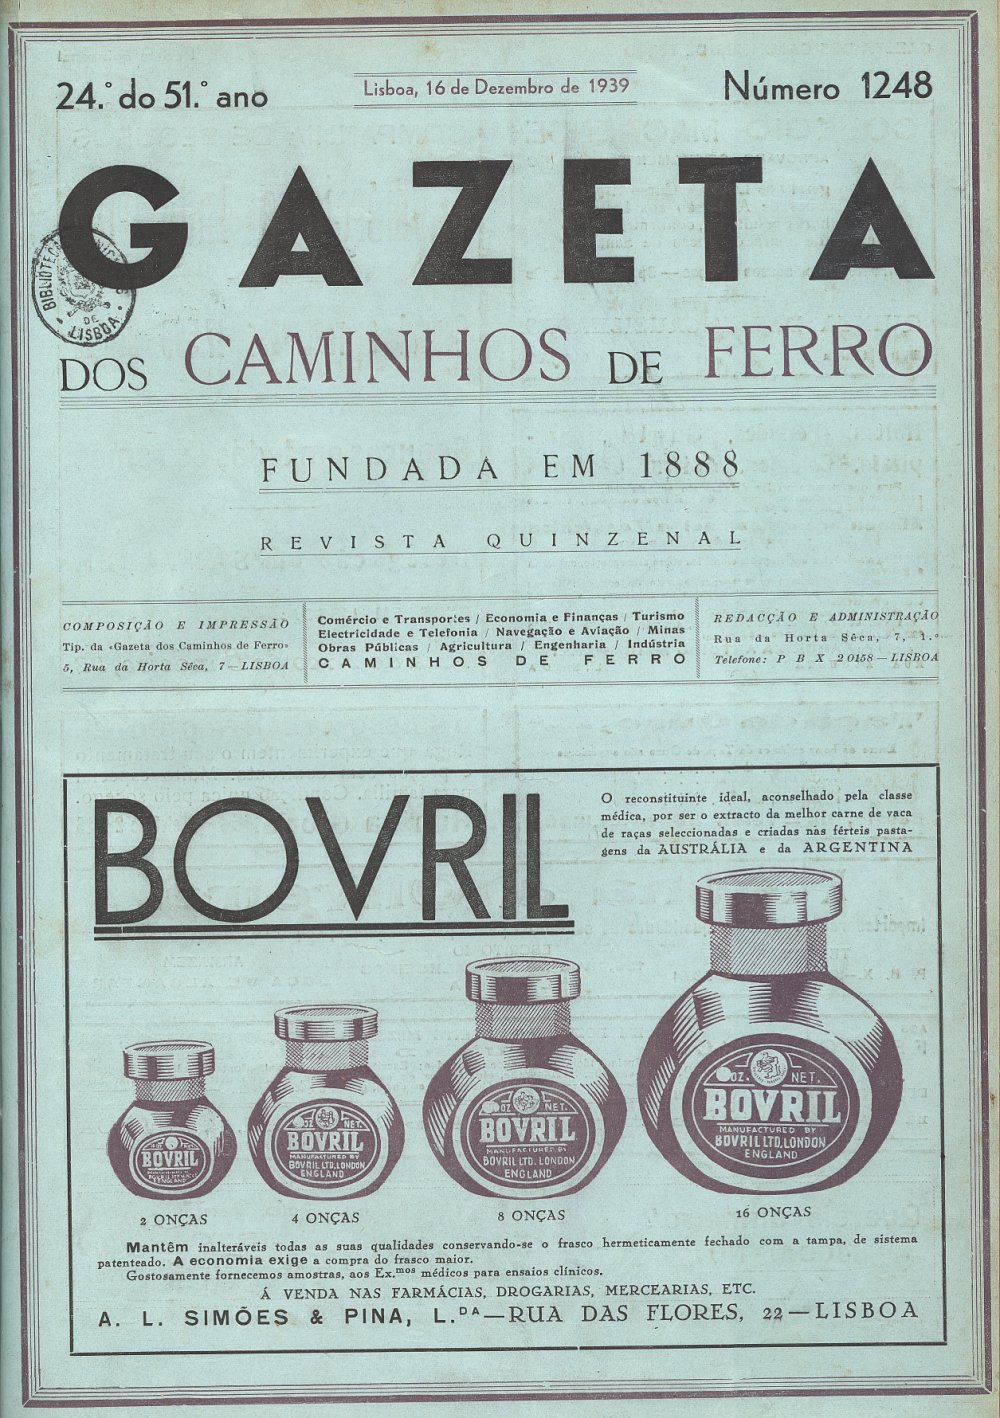 24.º do 51.º ano
Lisboa, 16 de Dezembro de 1939
Número 1248
GAZETA
BIBLIOTECA
DE
LISBOA
DOS CAMINHOS DE FERRO
FUNDADA EM 1888
REVISTA QUINZENAL
COMPOSIÇÃO E IMPRESSÃO
Tip. da «Gazeta dos Caminhos de Ferro»
5, Rua da Horta Sêca, 7 — LISBOA
Comércio e Transportes / Economia e Finanças / Turismo
Electricidade e Telefonia / Navegação e Aviação / Minas
Obras Públicas / Agricultura / Engenharia / Indústria
CAMINHOS DE FERRO
REDACÇÃO E ADMINISTRAÇÃO
Rua da Horta Sêca, 7, 1.º
Telefone: P B X 20158 — LISBOA
BOVRIL
O reconstituinte ideal, aconselhado pela classe
médica, por ser o extracto da melhor carne de vaca
de raças seleccionadas e criadas nas férteis pasta-
gens da AUSTRÁLIA e da ARGENTINA
BOVRIL
2 ONÇAS
OZ. NET.
BOVRIL
MANUFACTURED BY
BOVRIL LTD. LONDON
ENGLAND
4 ONÇAS
OZ. NET.
BOVRIL
MANUFACTURED BY
BOVRIL LTD. LONDON
ENGLAND
8 ONÇAS
OZ. NET.
BOVRIL
MANUFACTURED BY
BOVRIL LTD. LONDON
ENGLAND
16 ONÇAS
Mantêm inalteráveis todas as suas qualidades conservando-se o frasco hermeticamente fechado com a tampa, de sistema
patenteado. A economia exige a compra do frasco maior.
Gostosamente fornecemos amostras, aos Ex.mos médicos para ensaios clínicos.
Á VENDA NAS FARMÁCIAS, DROGARIAS, MERCEARIAS, ETC.
A. L. SIMÕES & PINA, L.DA — RUA DAS FLORES, 22 — LISBOA